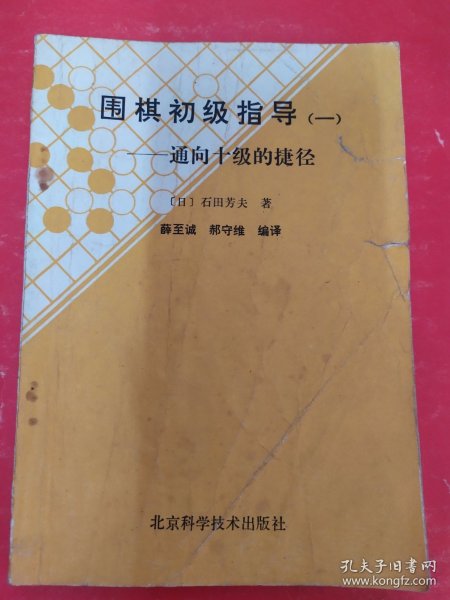 围棋初级指导（一）
——通向十级的捷径
〔日〕石田芳夫 著
薛至诚 郝守维 编译
北京科学技术出版社
孔夫子旧书网
www.kongfz.com